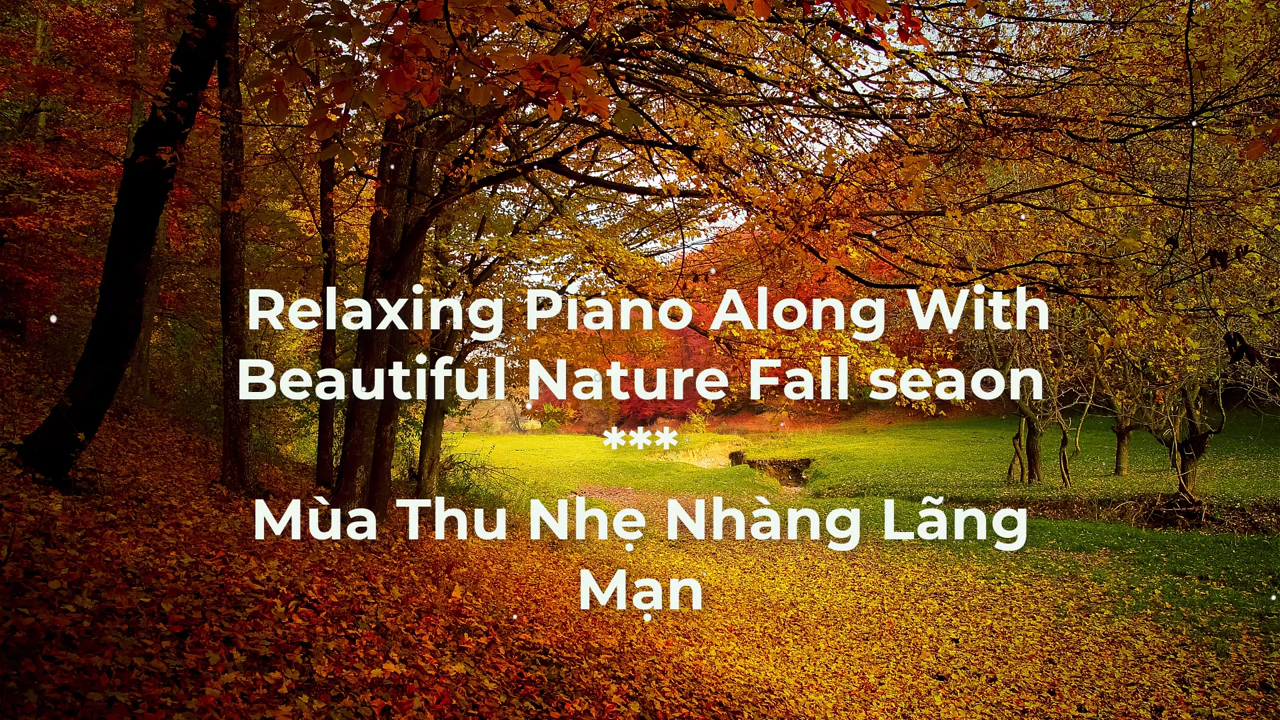 Relaxing Piano Along With
Beautiful Nature Fall seaon
***
Mùa Thu Nhẹ Nhàng Lãng
Mạn